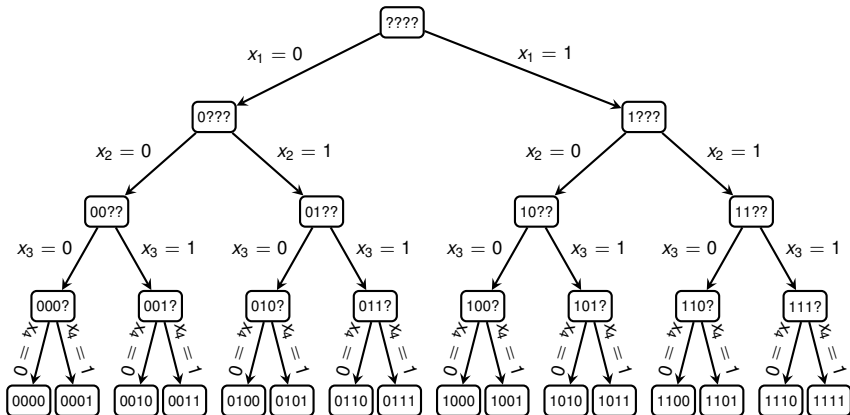 ????
x₁ = 0 x₁ = 1
0??? 1???
x₂ = 0 x₂ = 1 x₂ = 0 x₂ = 1
00?? 01?? 10?? 11??
x₃ = 0 x₃ = 1 x₃ = 0 x₃ = 1 x₃ = 0 x₃ = 1 x₃ = 0 x₃ = 1
000? 001? 010? 011? 100? 101? 110? 111?
x₄ = 0 x₄ = 1 x₄ = 0 x₄ = 1 x₄ = 0 x₄ = 1 x₄ = 0 x₄ = 1 x₄ = 0 x₄ = 1 x₄ = 0 x₄ = 1 x₄ = 0 x₄ = 1 x₄ = 0 x₄ = 1
0000 0001 0010 0011 0100 0101 0110 0111 1000 1001 1010 1011 1100 1101 1110 1111